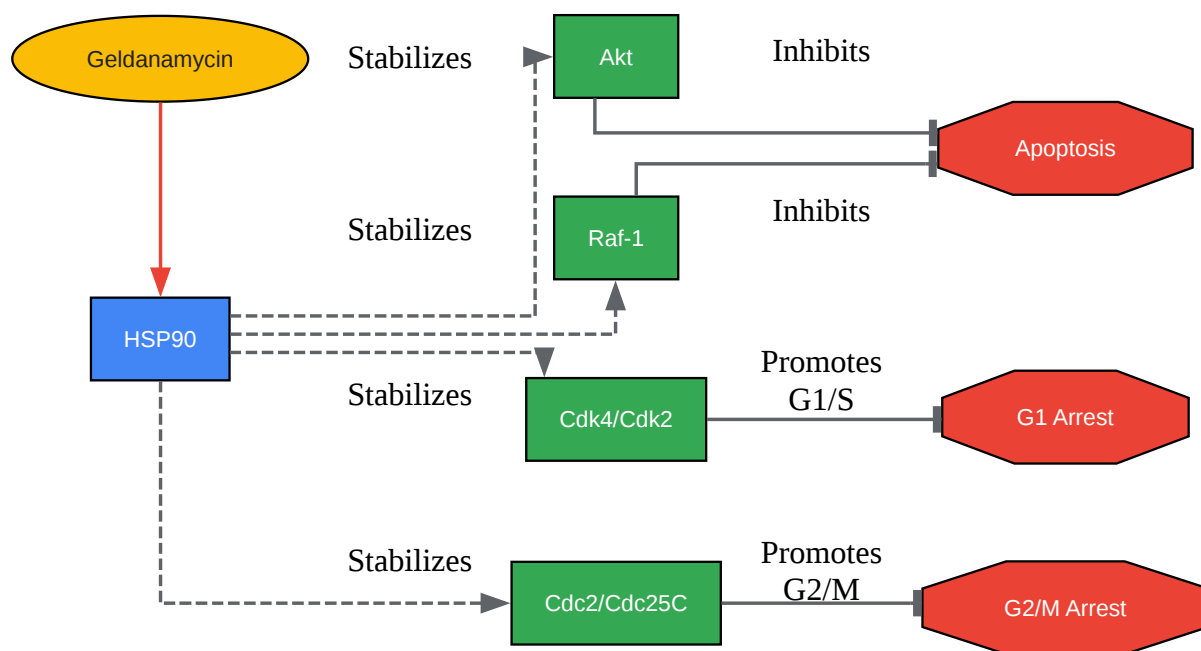 Geldanamycin
Stabilizes
Akt
Inhibits
Apoptosis
Stabilizes
Raf-1
Inhibits
HSP90
Stabilizes
Cdk4/Cdk2
Promotes
G1/S
G1 Arrest
Stabilizes
Cdc2/Cdc25C
Promotes
G2/M
G2/M Arrest